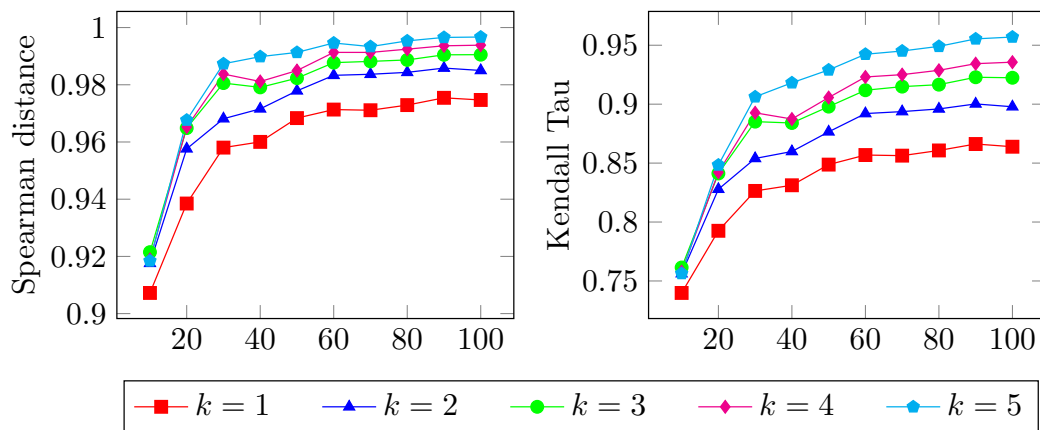 Spearman distance
1
0.98
0.96
0.94
0.92
0.9
20 40 60 80 100
Kendall Tau
0.95
0.9
0.85
0.8
0.75
20 40 60 80 100
k = 1 k = 2 k = 3 k = 4 k = 5